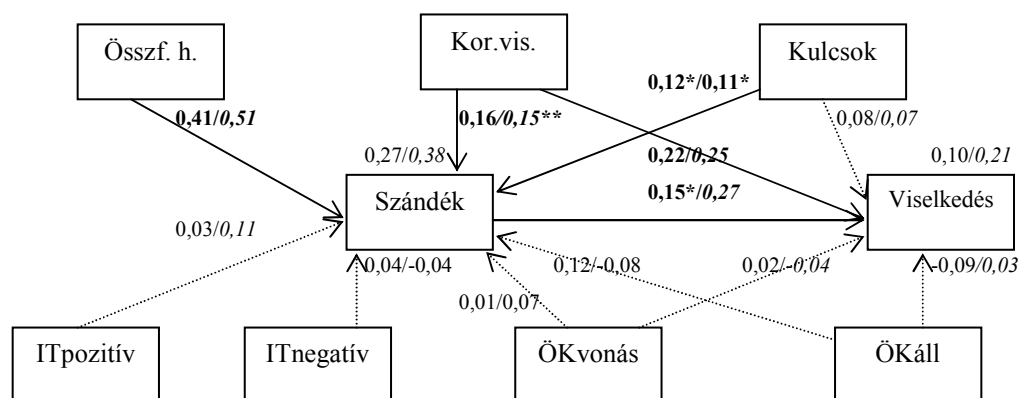 Összf. h.
Kor.vis.
Kulcsok
0,41/0,51
0,16/0,15**
0,12*/0,11*
0,08/0,07
0,27/0,38
0,22/0,25
0,10/0,21
Szándék
0,15*/0,27
Viselkedés
0,03/0,11
0,04/-0,04
0,12/-0,08
0,02/-0,04
-0,09/0,03
0,01/0,07
ITpozitív
ITnegatív
ÖKvonás
ÖKáll